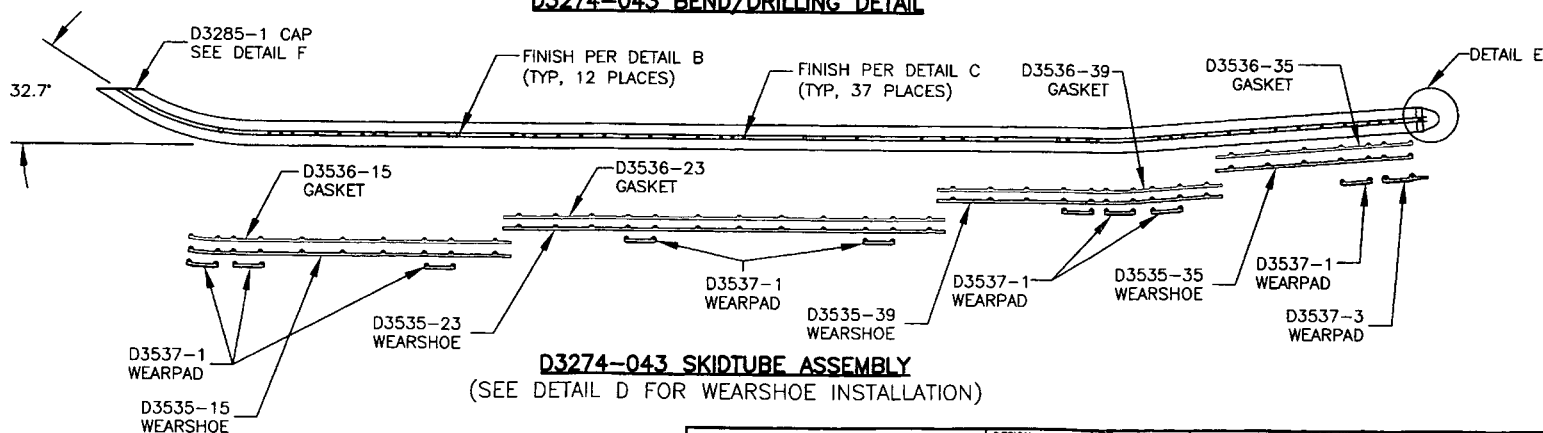 D3274-043 BEND/DRILLING DETAIL
D3285-1 CAP
SEE DETAIL F
FINISH PER DETAIL B
(TYP, 12 PLACES)
FINISH PER DETAIL C
(TYP, 37 PLACES)
D3536-39
GASKET
D3536-35
GASKET
DETAIL E
32.7°
D3536-15
GASKET
D3536-23
GASKET
D3537-1
WEARPAD
D3535-15
WEARSHOE
D3535-23
WEARSHOE
D3537-1
WEARPAD
D3535-39
WEARSHOE
D3537-1
WEARPAD
D3535-35
WEARSHOE
D3537-1
WEARPAD
D3537-3
WEARPAD
D3274-043 SKIDTUBE ASSEMBLY
(SEE DETAIL D FOR WEARSHOE INSTALLATION)